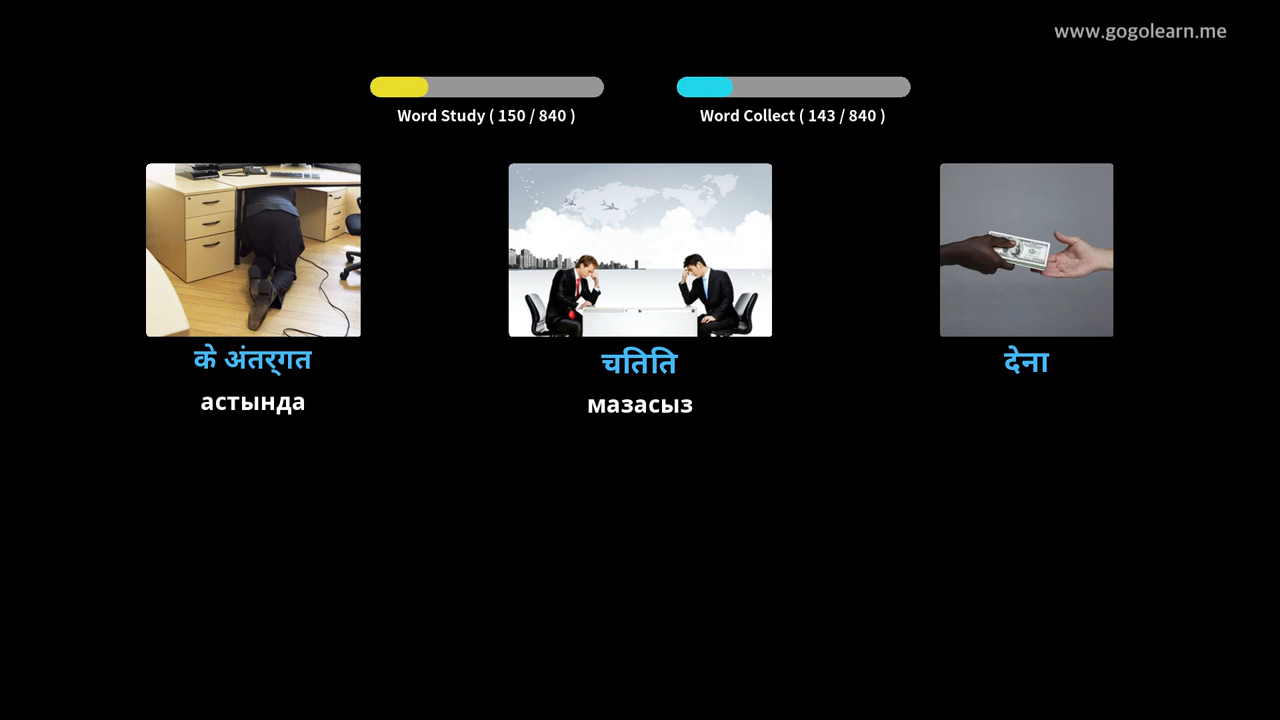 www.gogolearn.me
Word Study ( 150 / 840 )
Word Collect ( 143 / 840 )
के अंतर्गत
चतिति
देना
астында
мазасыз